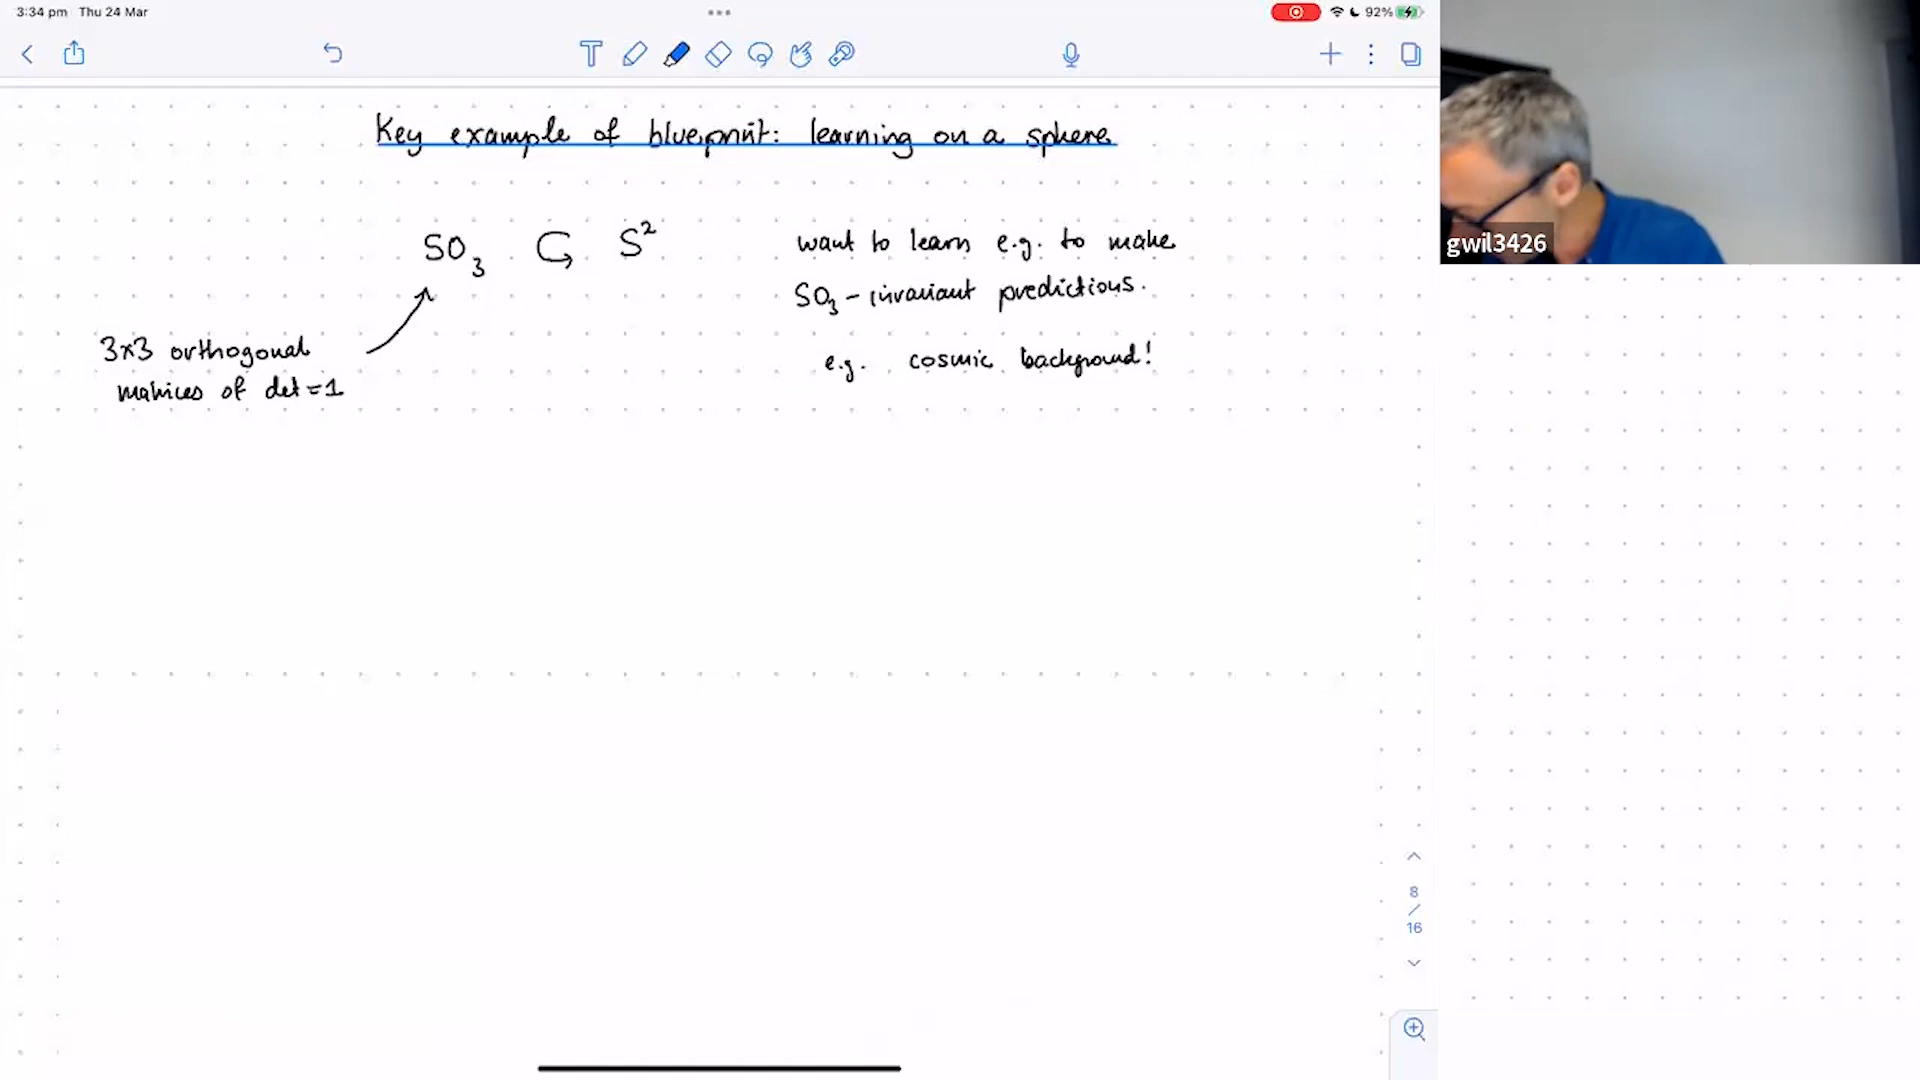 3:34 pm Thu 24 Mar
92%
Key example of blueprint: learning on a sphere
SO₃ ⮎ S²
want to learn e.g. to make
SO₃-invariant predictions.
e.g. cosmic background!
3x3 orthogonal
matrices of det=1
gwil3426
8
/
16